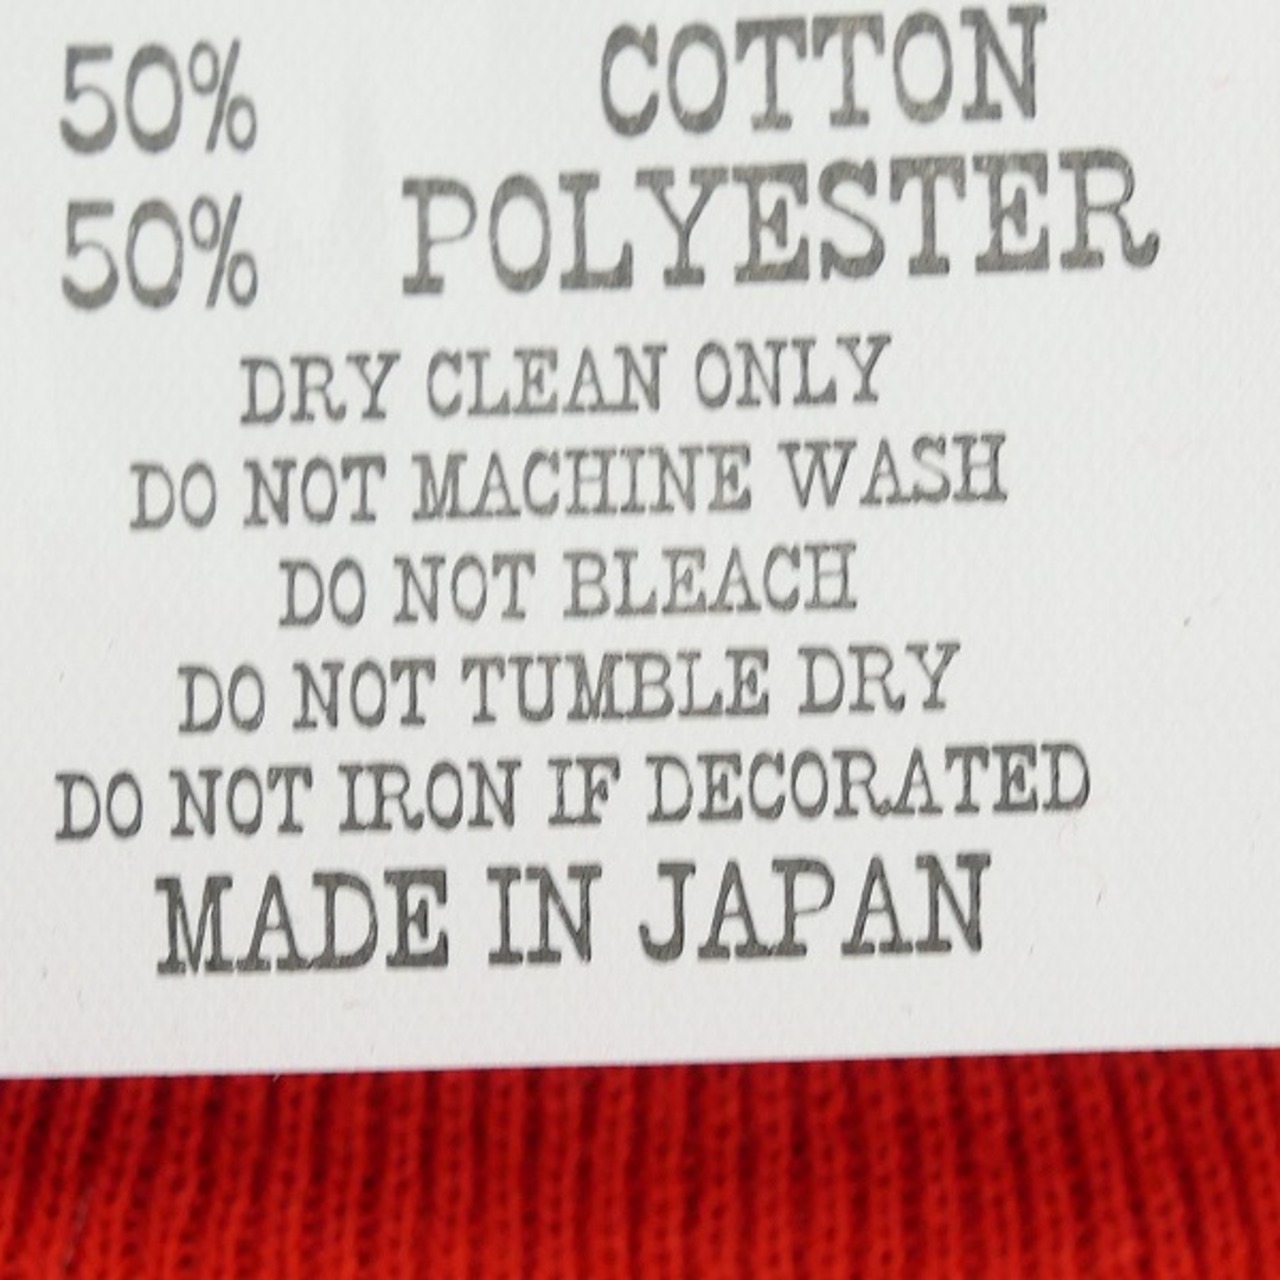 50% COTTON
50% POLYESTER
DRY CLEAN ONLY
DO NOT MACHINE WASH
DO NOT BLEACH
DO NOT TUMBLE DRY
DO NOT IRON IF DECORATED
MADE IN JAPAN